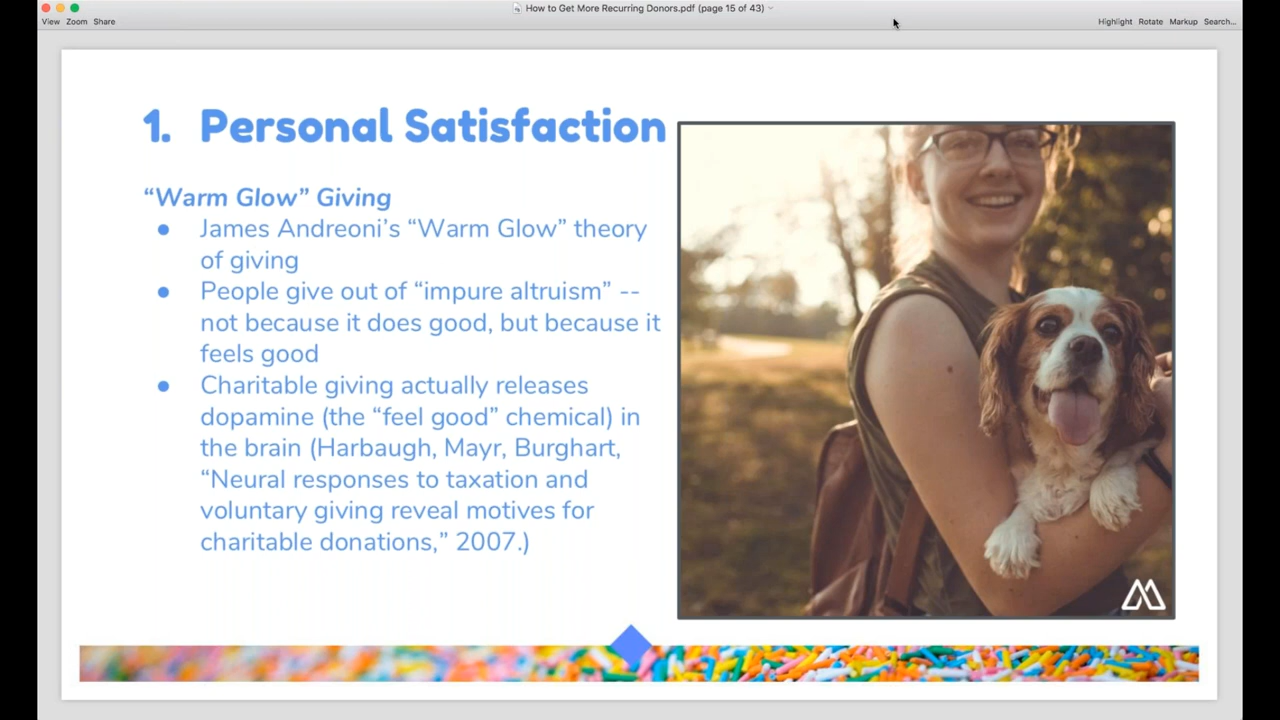 How to Get More Recurring Donors.pdf (page 15 of 43)
View Zoom Share
Highlight Rotate Markup Search...
1. Personal Satisfaction
“Warm Glow” Giving
● James Andreoni’s “Warm Glow” theory
of giving
● People give out of “impure altruism” --
not because it does good, but because it
feels good
● Charitable giving actually releases
dopamine (the “feel good” chemical) in
the brain (Harbaugh, Mayr, Burghart,
“Neural responses to taxation and
voluntary giving reveal motives for
charitable donations,” 2007.)